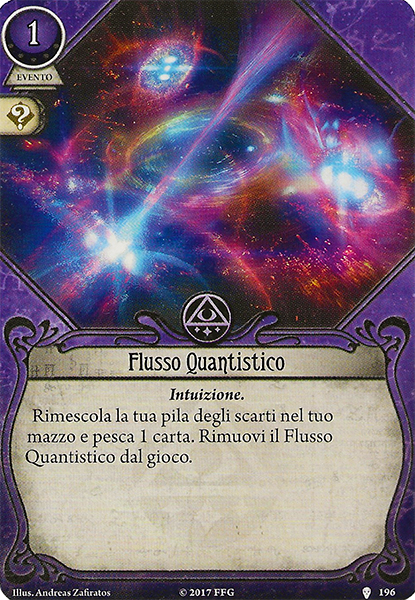 1
EVENTO
?
Flusso Quantistico
Intuizione.
Rimescola la tua pila degli scarti nel tuo
mazzo e pesca 1 carta. Rimuovi il Flusso
Quantistico dal gioco.
Illus. Andreas Zafiratos © 2017 FFG 196